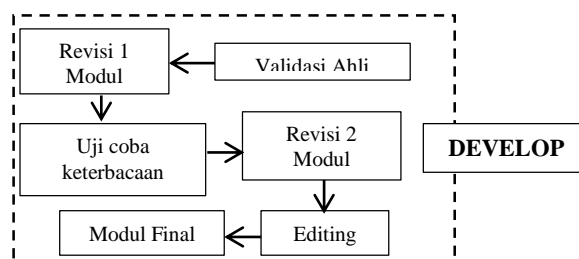 Revisi 1
Modul
Validasi Ahli
Uji coba
keterbacaan
Revisi 2
Modul
DEVELOP
Modul Final
Editing